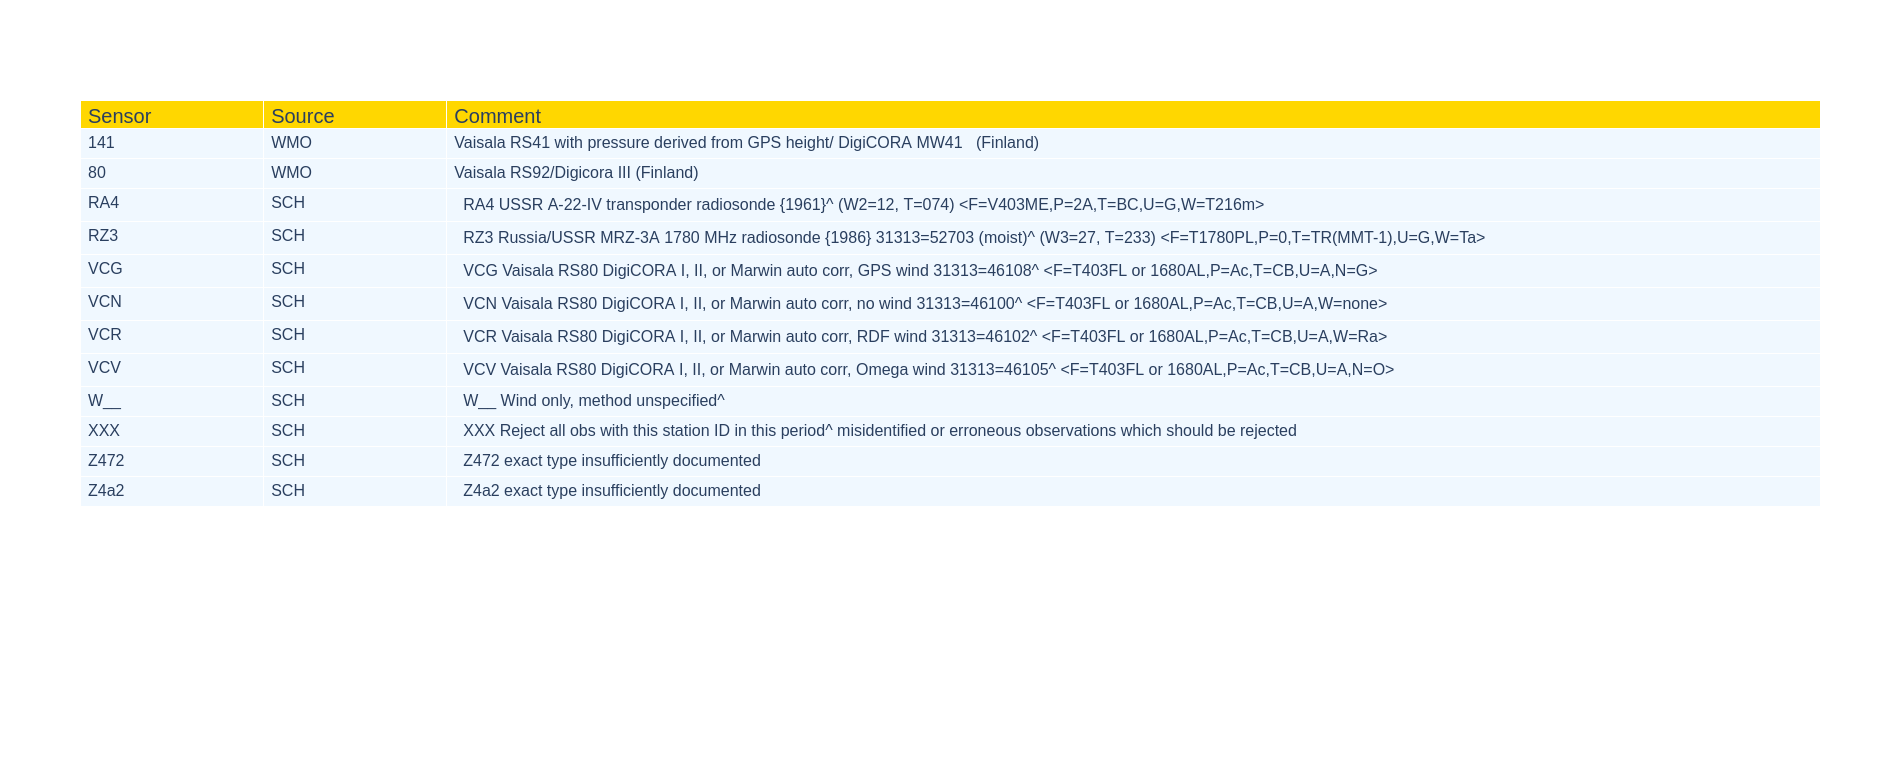 Sensor Source Comment
141 WMO Vaisala RS41 with pressure derived from GPS height/ DigiCORA MW41 (Finland)
80 WMO Vaisala RS92/Digicora III (Finland)
RA4 SCH RA4 USSR A-22-IV transponder radiosonde {1961}^ (W2=12, T=074) <F=V403ME,P=2A,T=BC,U=G,W=T216m>
RZ3 SCH RZ3 Russia/USSR MRZ-3A 1780 MHz radiosonde {1986} 31313=52703 (moist)^ (W3=27, T=233) <F=T1780PL,P=0,T=TR(MMT-1),U=G,W=Ta>
VCG SCH VCG Vaisala RS80 DigiCORA I, II, or Marwin auto corr, GPS wind 31313=46108^ <F=T403FL or 1680AL,P=Ac,T=CB,U=A,N=G>
VCN SCH VCN Vaisala RS80 DigiCORA I, II, or Marwin auto corr, no wind 31313=46100^ <F=T403FL or 1680AL,P=Ac,T=CB,U=A,W=none>
VCR SCH VCR Vaisala RS80 DigiCORA I, II, or Marwin auto corr, RDF wind 31313=46102^ <F=T403FL or 1680AL,P=Ac,T=CB,U=A,W=Ra>
VCV SCH VCV Vaisala RS80 DigiCORA I, II, or Marwin auto corr, Omega wind 31313=46105^ <F=T403FL or 1680AL,P=Ac,T=CB,U=A,N=O>
W__ SCH W__ Wind only, method unspecified^
XXX SCH XXX Reject all obs with this station ID in this period^ misidentified or erroneous observations which should be rejected
Z472 SCH Z472 exact type insufficiently documented
Z4a2 SCH Z4a2 exact type insufficiently documented